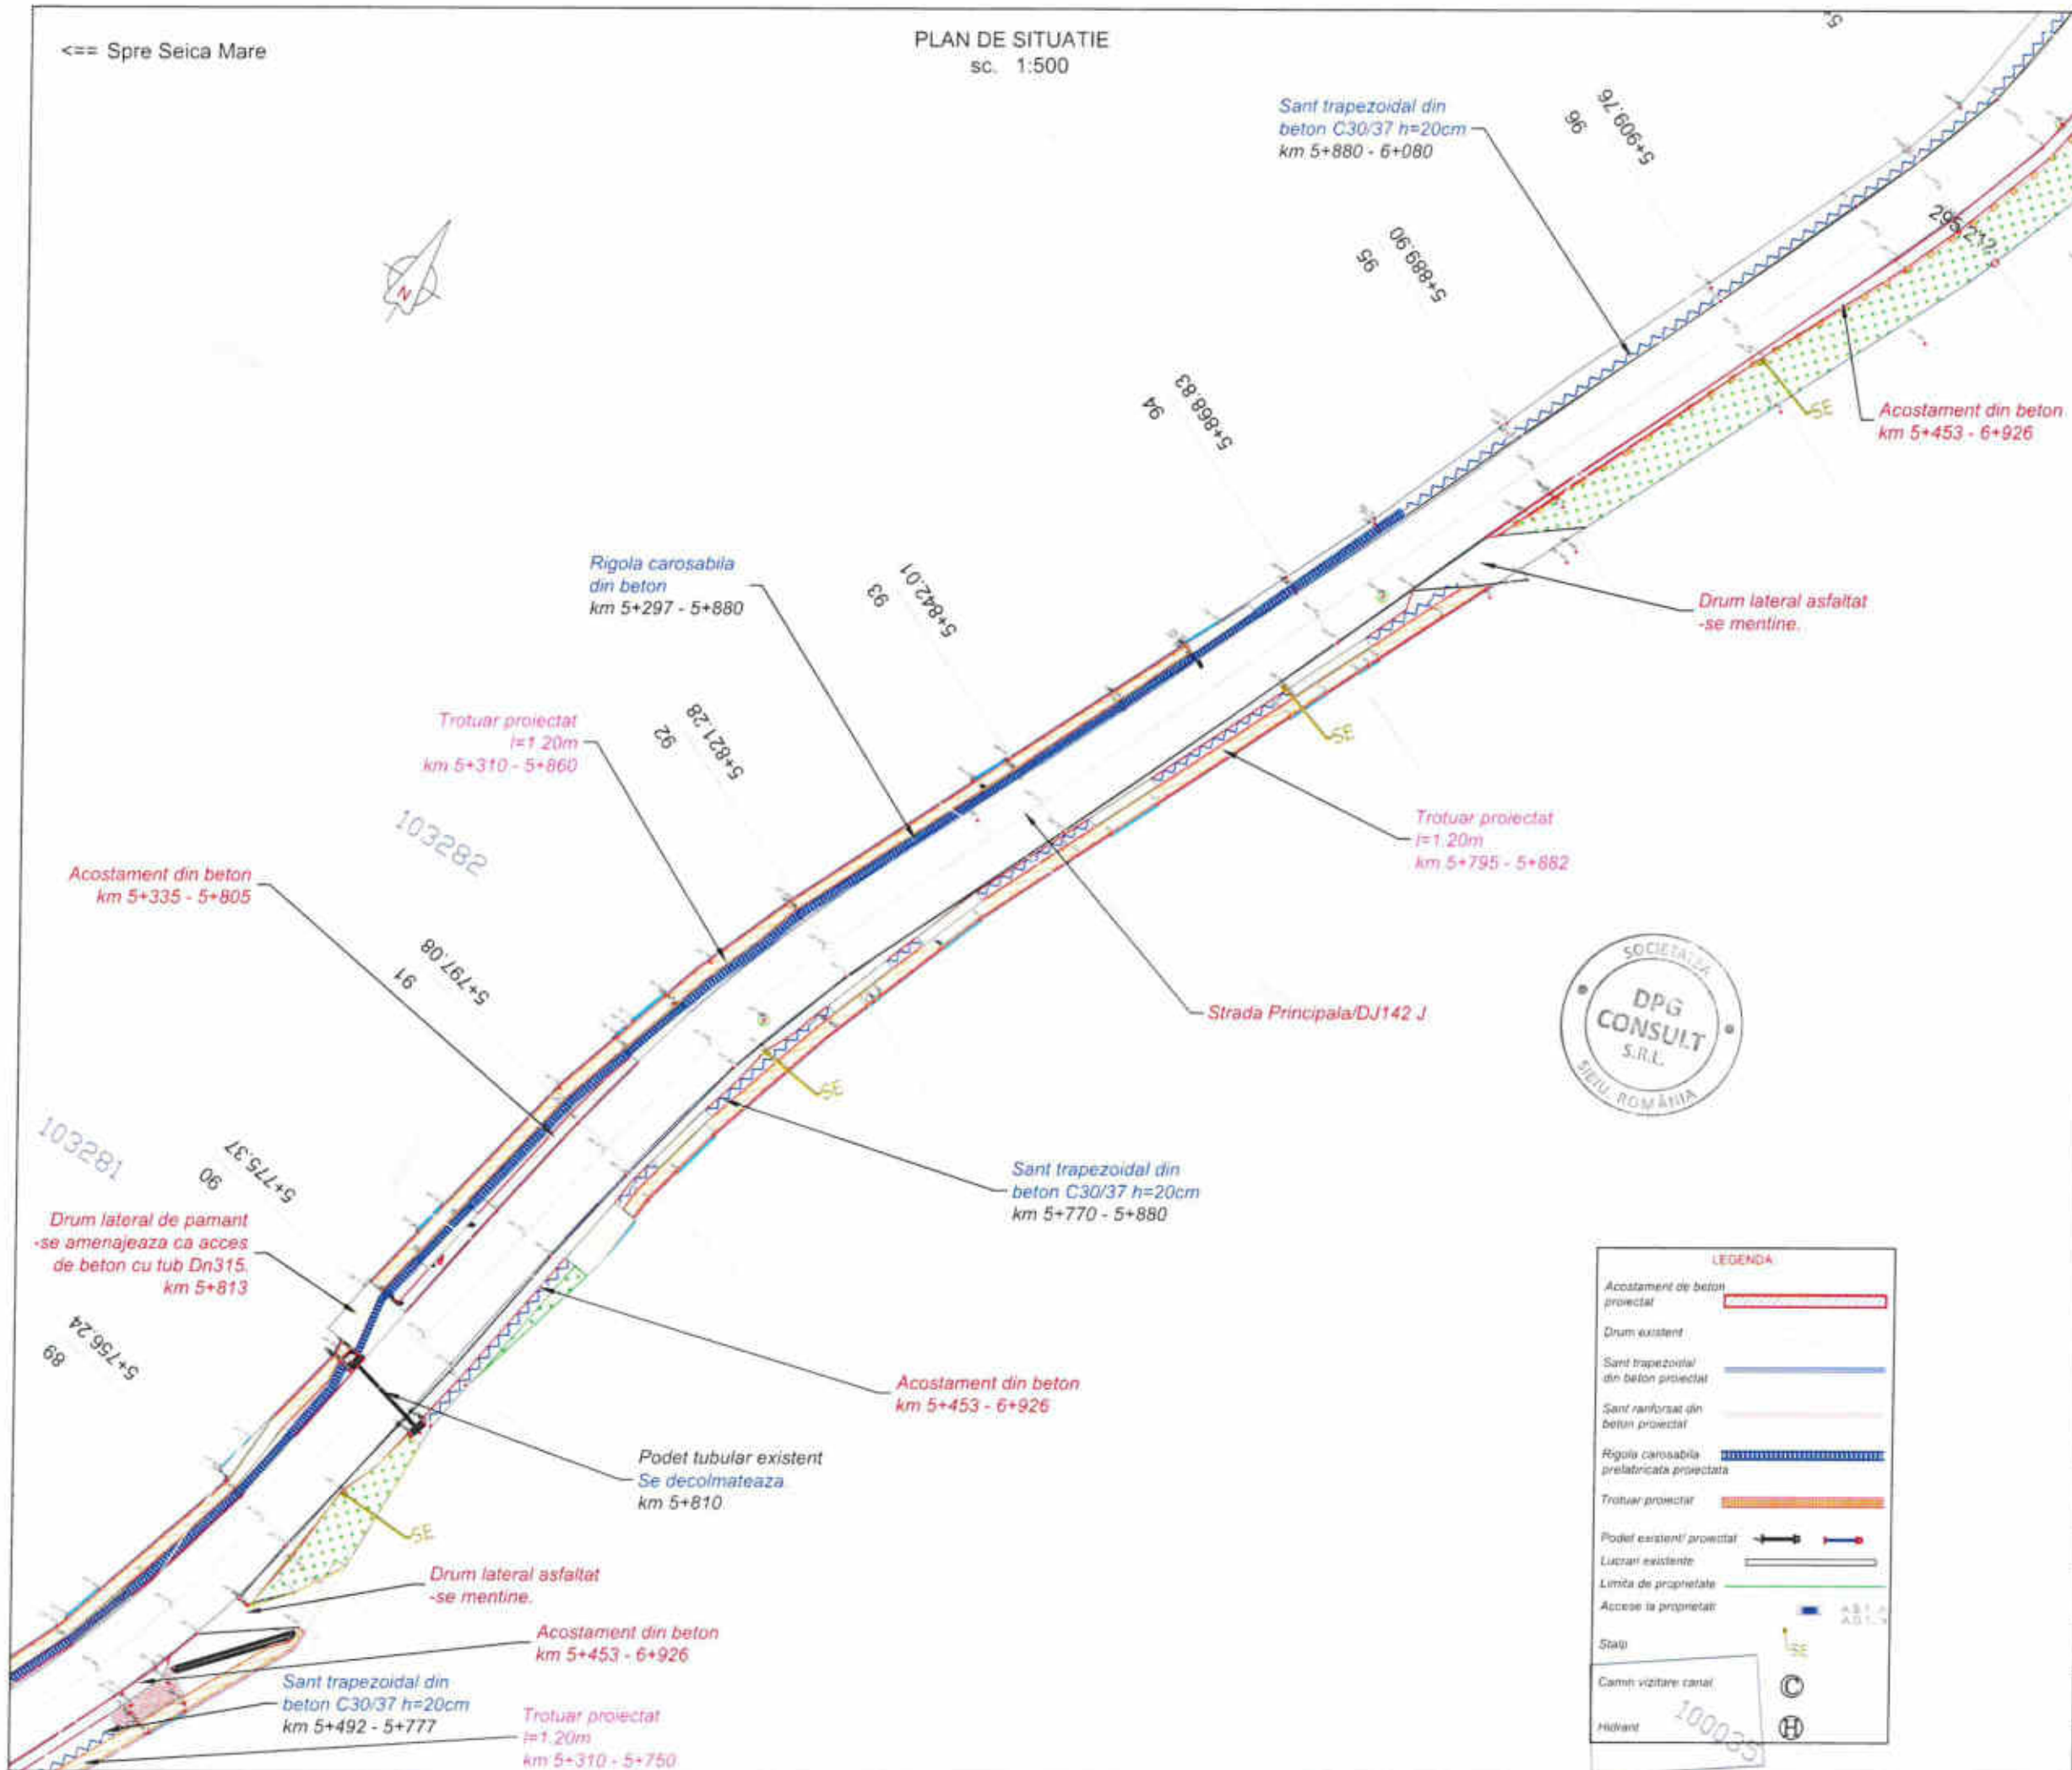 <== Spre Seica Mare
PLAN DE SITUATIE
sc. 1:500
Sant trapezoidal din
beton C30/37 h=20cm
km 5+880 - 6+080
96
5+909.76
95
5+889.90
94
5+868.83
93
5+842.01
92
5+821.28
91
5+797.08
90
5+775.37
89
5+756.24
N
Acostament din beton
km 5+453 - 6+926
SE
Drum lateral asfaltat
-se mentine.
Rigola carosabila
din beton
km 5+297 - 5+880
SE
Trotuar proiectat
l=1.20m
km 5+310 - 5+860
103282
Trotuar proiectat
l=1.20m
km 5+795 - 5+882
Acostament din beton
km 5+335 - 5+805
Strada Principala/DJ142 J
SOCIETATEA
DPG
CONSULT
S.R.L.
ROMÂNIA
SE
103281
Sant trapezoidal din
beton C30/37 h=20cm
km 5+770 - 5+880
Drum lateral de pamant
-se amenajeaza ca acces
de beton cu tub Dn315.
km 5+813
Acostament din beton
km 5+453 - 6+926
Podet tubular existent
Se decolmateaza.
km 5+810
SE
Drum lateral asfaltat
-se mentine.
Acostament din beton
km 5+453 - 6+926
Sant trapezoidal din
beton C30/37 h=20cm
km 5+492 - 5+777
Trotuar proiectat
l=1.20m
km 5+310 - 5+750
LEGENDA
Acostament de beton
proiectat
Drum existent
Sant trapezoidal
din beton proiectat
Sant ranforsat din
beton proiectat
Rigola carosabila
prefabricata proiectata
Trotuar proiectat
Podet existent/ proiectat
Lucrari existente
Limita de proprietate
Accese la proprietati
Stalp
SE
Camin vizitare canal
C
Hidrant
H
100035